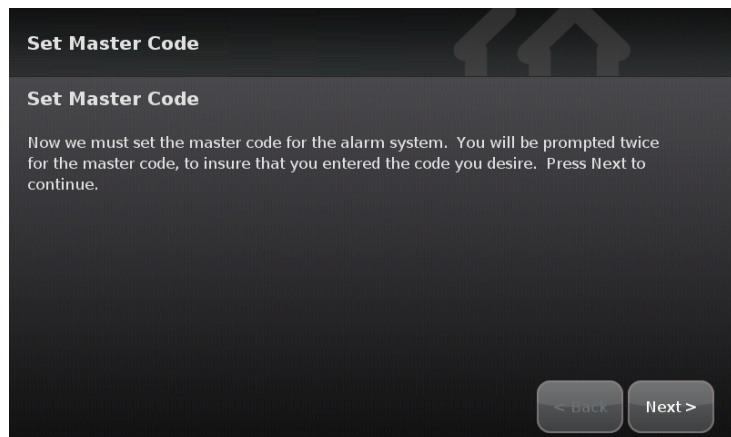 Set Master Code
Set Master Code
Now we must set the master code for the alarm system.  You will be prompted twice
for the master code, to insure that you entered the code you desire.  Press Next to
continue.
< Back
Next >